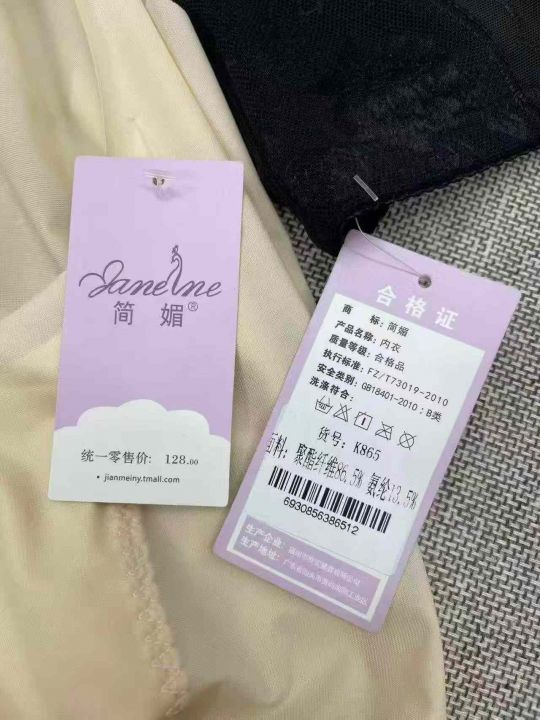 Janeine
简媚®
统一零售价：128.00
• jianmeiny.tmall.com
合格证
商 标：简媚
产品名称：内衣
质量等级：合格品
执行标准：FZ/T73019-2010
安全类别：GB18401-2010；B类
洗涤符合：
货号：K865
面料：聚酯纤维86.5% 氨纶13.5%
6930856386512
生产企业：
生产地址：